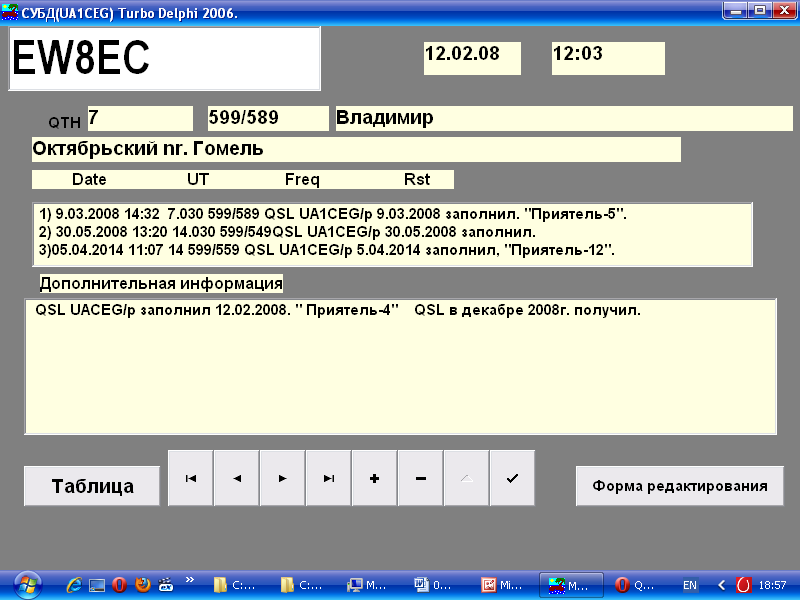 СУБД(UA1CEG) Turbo Delphi 2006.
EW8EC
12.02.08 12:03
QTH 7 599/589 Владимир
Октябрьский nr. Гомель
Date UT Freq Rst
1) 9.03.2008 14:32 7.030 599/589 QSL UA1CEG/p 9.03.2008 заполнил. "Приятель-5".
2) 30.05.2008 13:20 14.030 599/549QSL UA1CEG/p 30.05.2008 заполнил.
3)05.04.2014 11:07 14 599/559 QSL UA1CEG/p 5.04.2014 заполнил, "Приятель-12".
Дополнительная информация
QSL UACEG/p заполнил 12.02.2008. " Приятель-4" QSL в декабре 2008г. получил.
Таблица Форма редактирования
C:... C:... M... 0... Mi... M... Q... EN 18:57